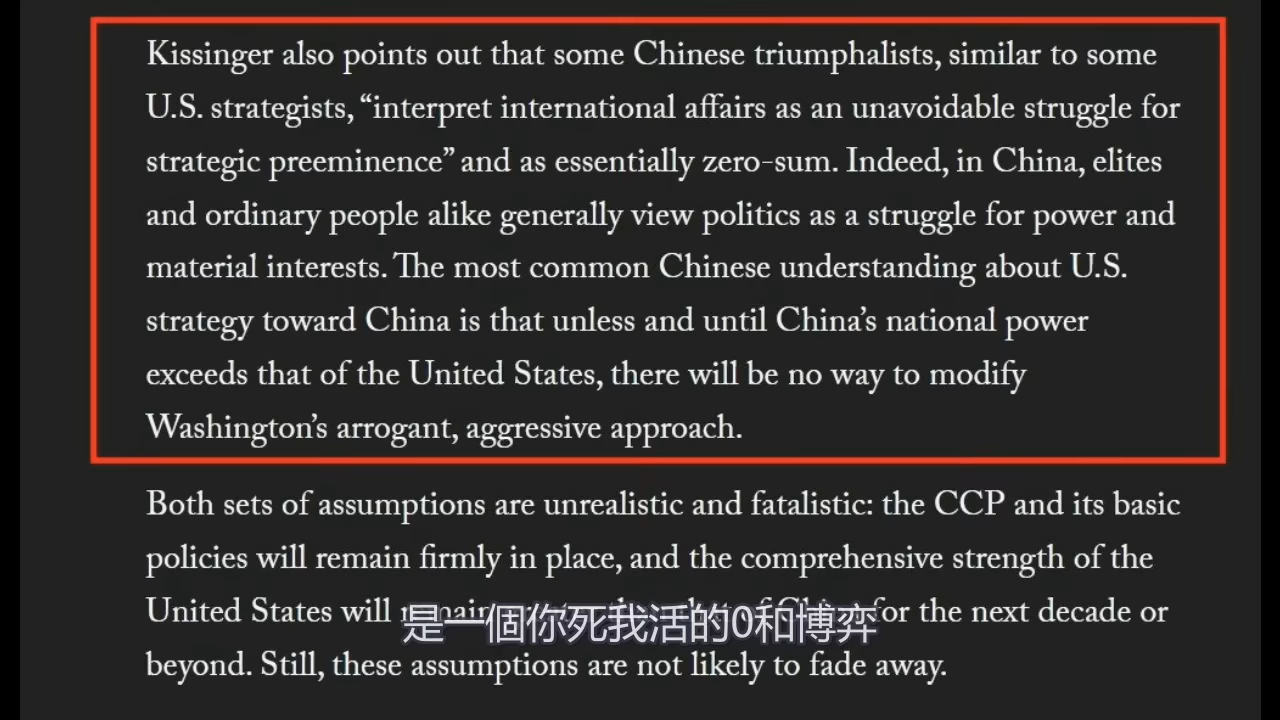 Kissinger also points out that some Chinese triumphalists, similar to some
U.S. strategists, “interpret international affairs as an unavoidable struggle for
strategic preeminence” and as essentially zero-sum. Indeed, in China, elites
and ordinary people alike generally view politics as a struggle for power and
material interests. The most common Chinese understanding about U.S.
strategy toward China is that unless and until China’s national power
exceeds that of the United States, there will be no way to modify
Washington’s arrogant, aggressive approach.
Both sets of assumptions are unrealistic and fatalistic: the CCP and its basic
policies will remain firmly in place, and the comprehensive strength of the
United States will for the next decade or
是一個你死我活的0和博弈
beyond. Still, these assumptions are not likely to fade away.